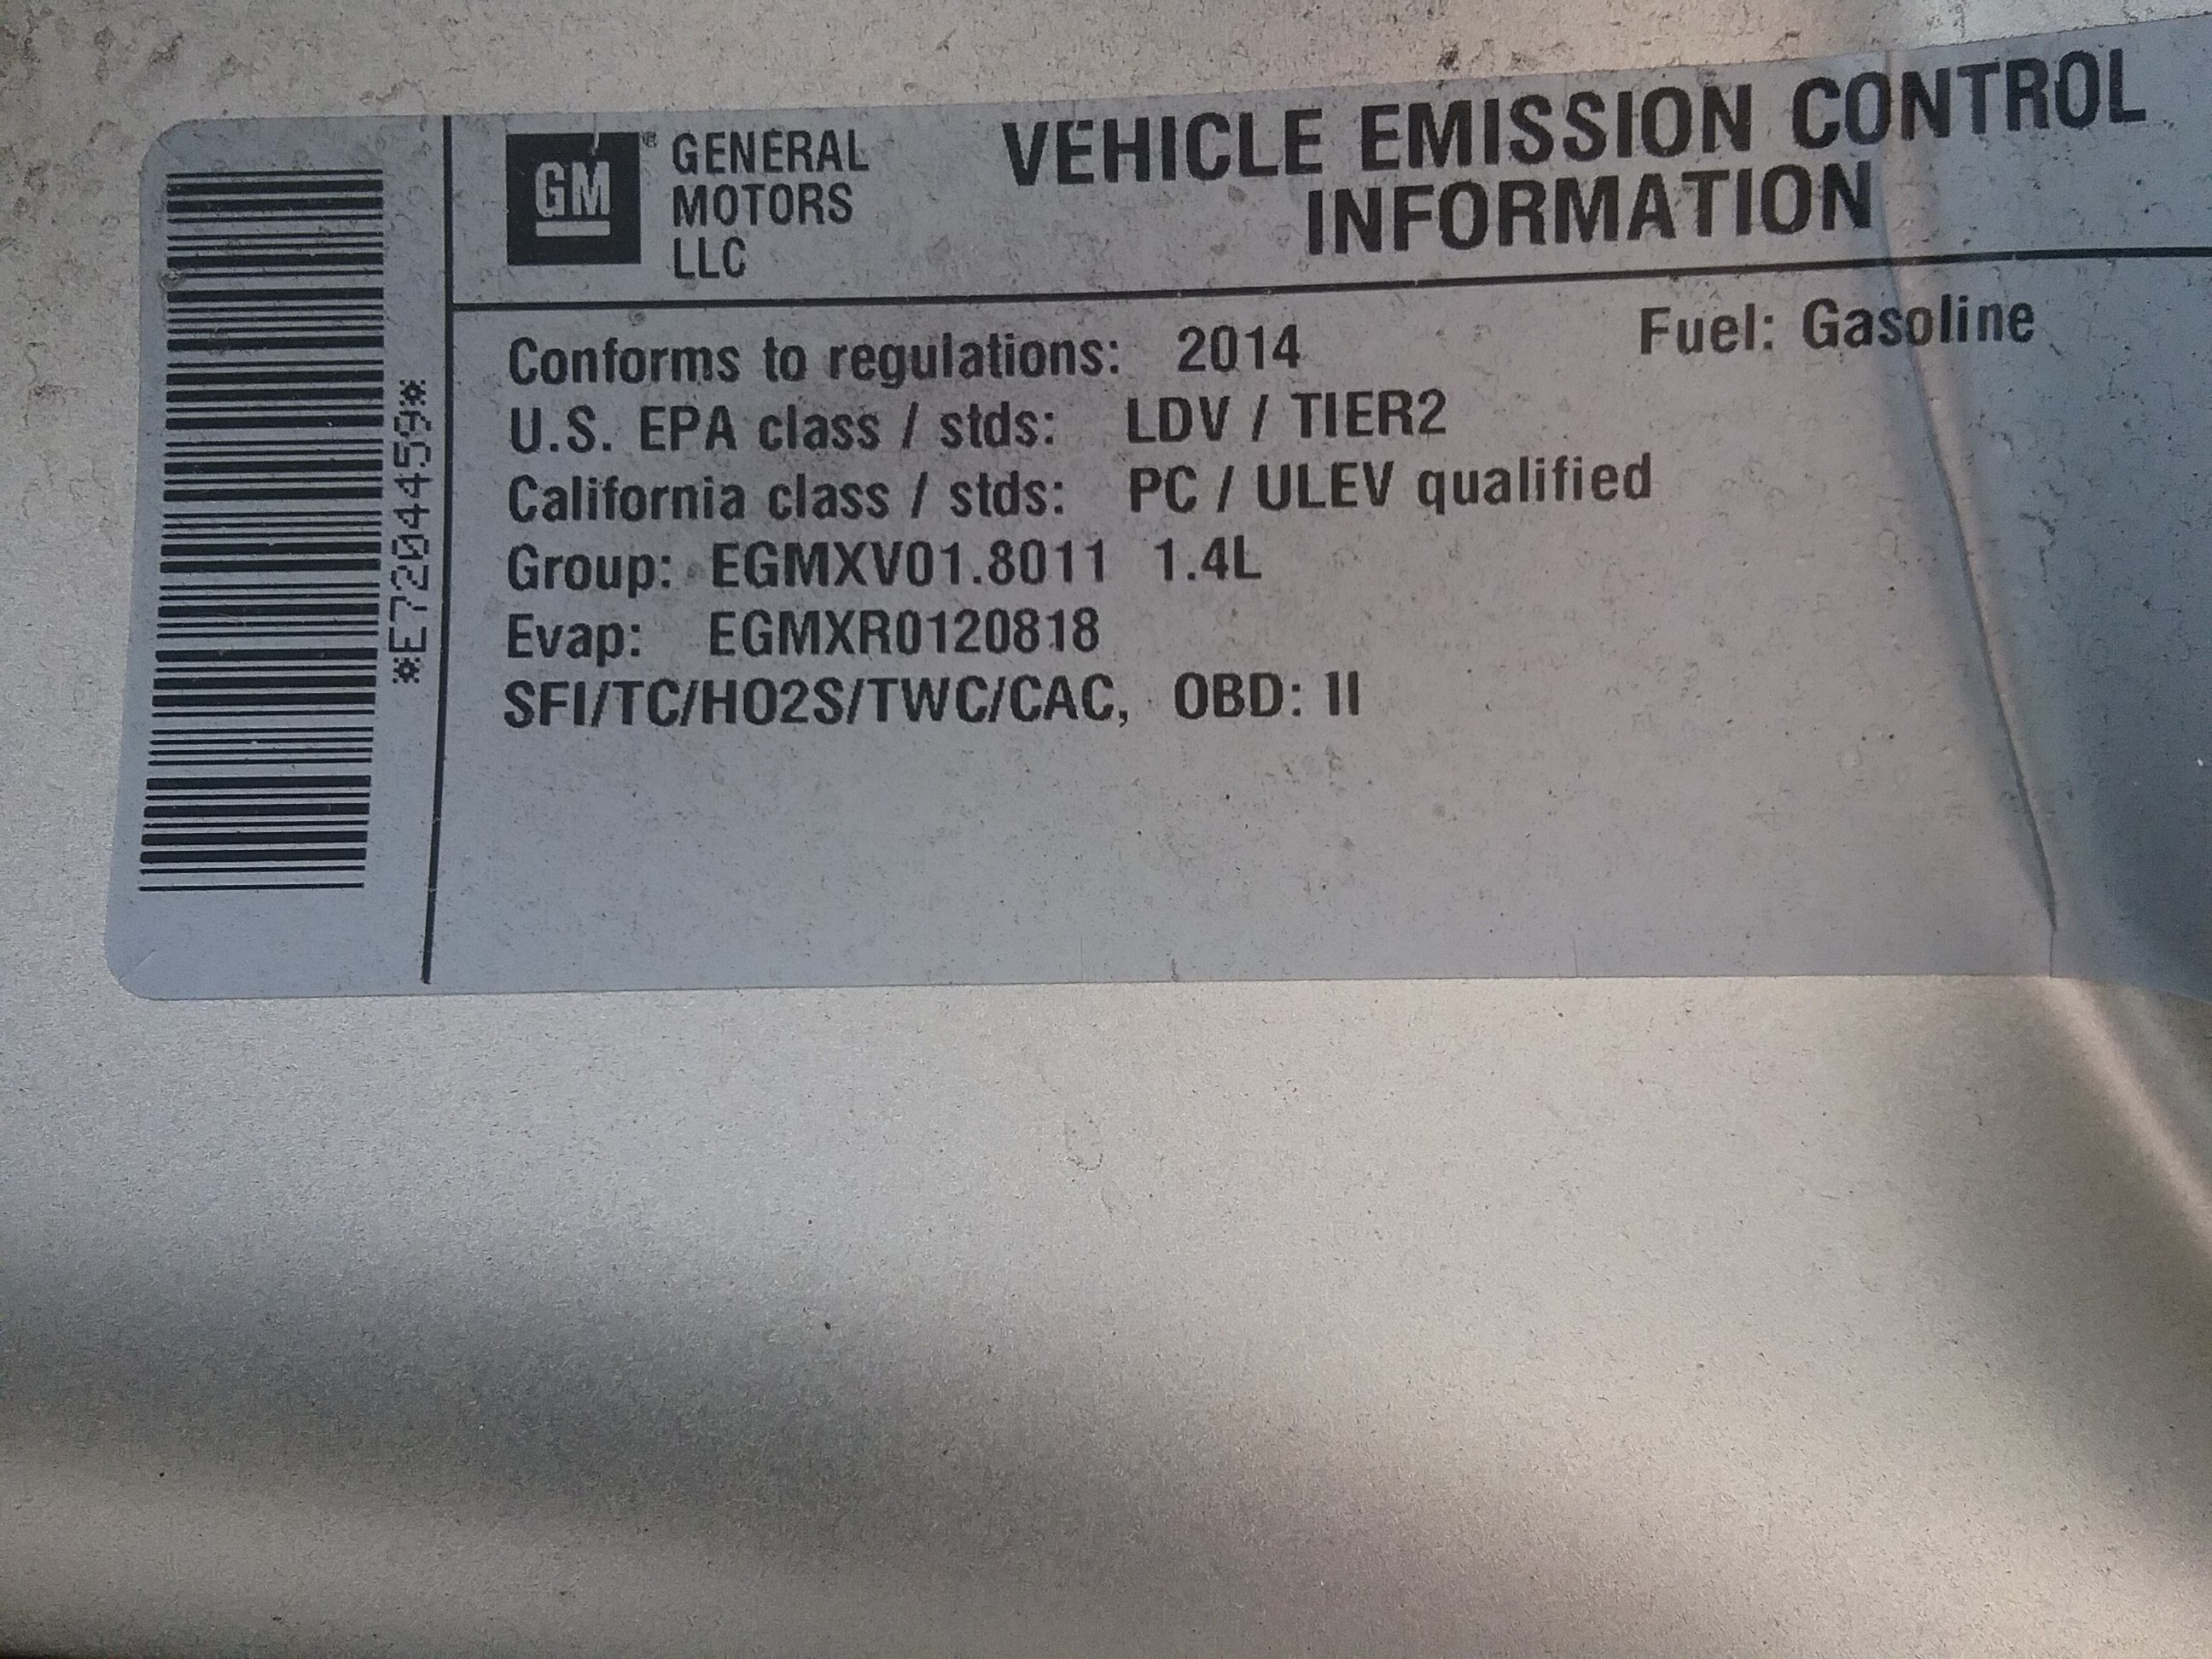 *E7204459*
GM®
GENERAL
MOTORS
LLC
VEHICLE EMISSION CONTROL
INFORMATION
Conforms to regulations: 2014 Fuel: Gasoline
U.S. EPA class / stds: LDV / TIER2
California class / stds: PC / ULEV qualified
Group: EGMXV01.8011 1.4L
Evap: EGMXR0120818
SFI/TC/HO2S/TWC/CAC, OBD: II